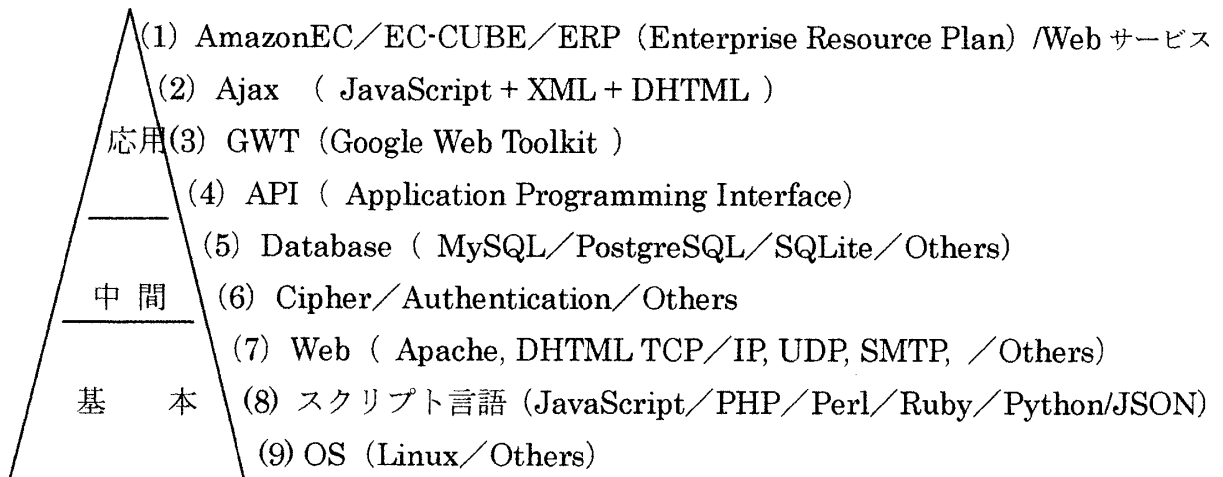 (1) AmazonEC／EC-CUBE／ERP（Enterprise Resource Plan）/Web サービス
(2) Ajax （ JavaScript + XML + DHTML ）
応用(3) GWT（Google Web Toolkit ）
(4) API（ Application Programming Interface)
(5) Database（ MySQL／PostgreSQL／SQLite／Others)
中 間 (6) Cipher／Authentication／Others
(7) Web（ Apache, DHTML TCP／IP, UDP, SMTP, ／Others)
基 本 (8) スクリプト言語（JavaScript／PHP／Perl／Ruby／Python/JSON)
(9) OS（Linux／Others）